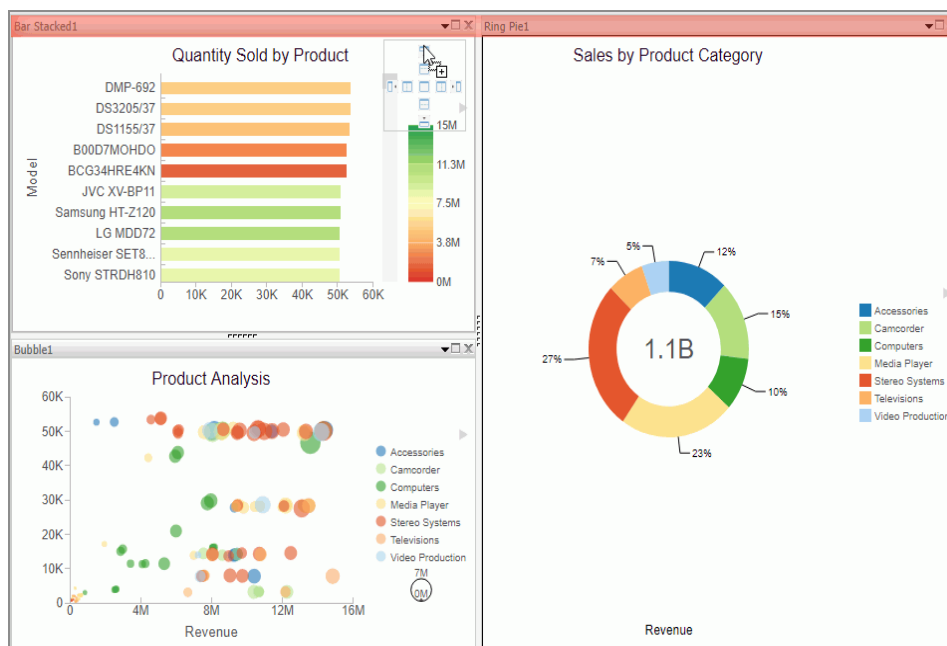 Bar Stacked1
Quantity Sold by Product
DMP-692
DS3205/37
DS1155/37
B00D7MOHDO
BCG34HRE4KN
JVC XV-BP11
Samsung HT-Z120
LG MDD72
Sennheiser SET8...
Sony STRDH810
Model
0 10K 20K 30K 40K 50K 60K
15M
11.3M
7.5M
3.8M
0M
Bubble1
Product Analysis
60K
50K
40K
30K
20K
10K
0
0 4M 8M 12M 16M
Revenue
Accessories
Camcorder
Computers
Media Player
Stereo Systems
Televisions
Video Production
7M
0M
Ring Pie1
Sales by Product Category
5%
12%
7%
15%
27%
1.1B
10%
23%
Accessories
Camcorder
Computers
Media Player
Stereo Systems
Televisions
Video Production
Revenue